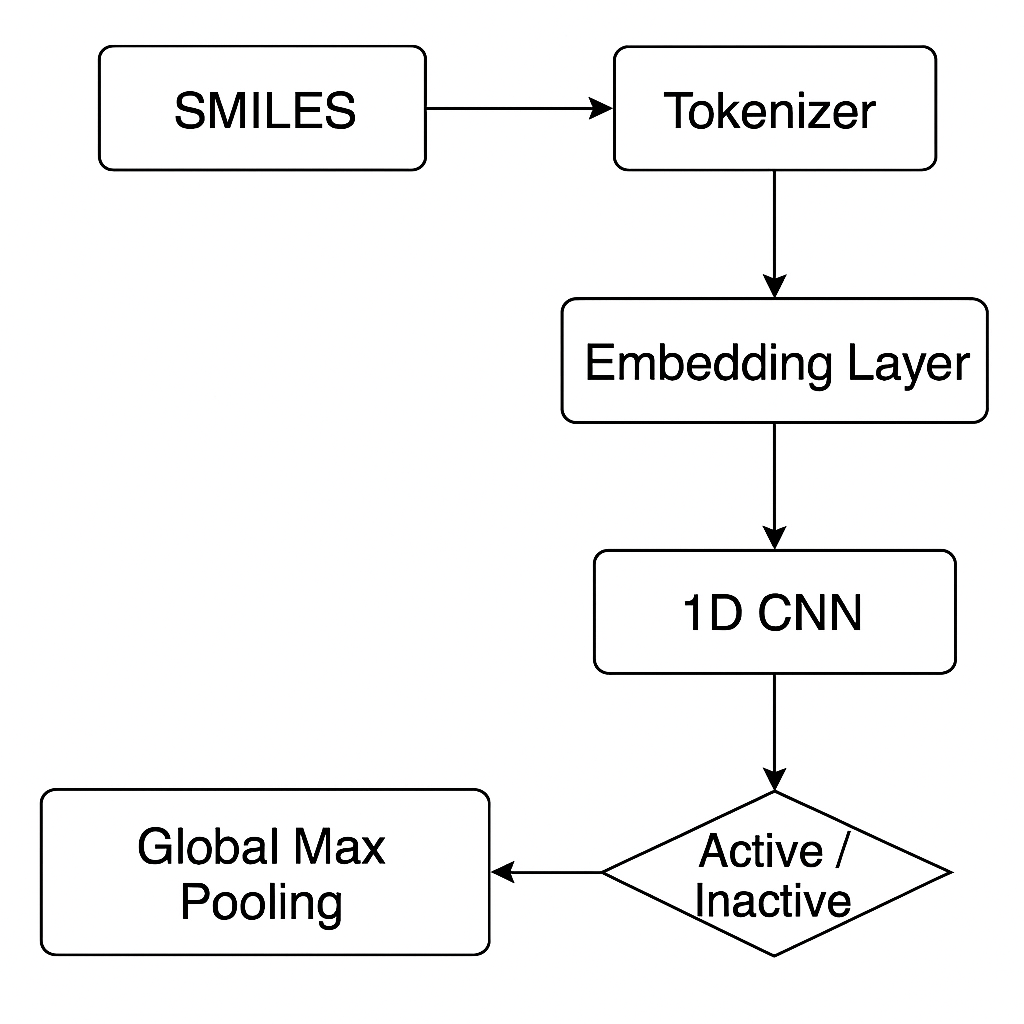 SMILES
Tokenizer
Embedding Layer
1D CNN
Active /
Inactive
Global Max
Pooling